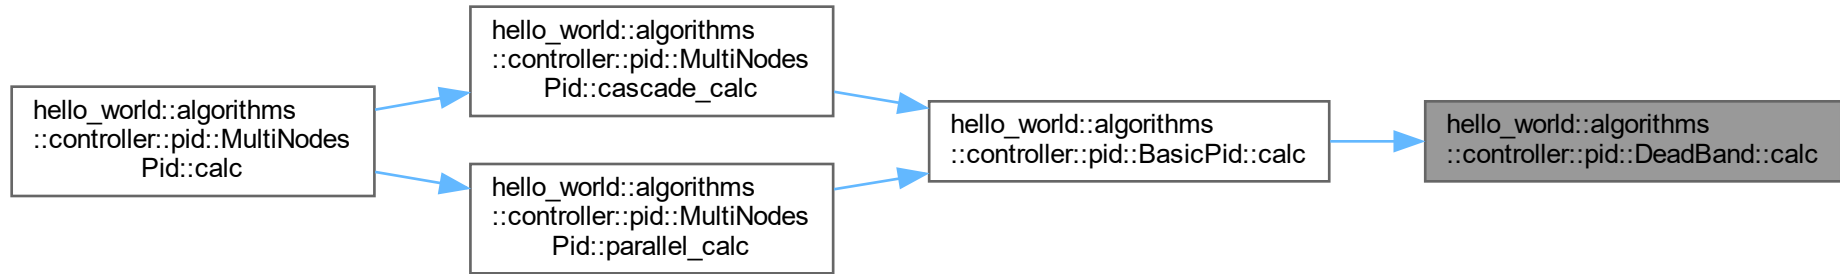 hello_world::algorithms
::controller::pid::MultiNodes
Pid::calc
hello_world::algorithms
::controller::pid::MultiNodes
Pid::cascade_calc
hello_world::algorithms
::controller::pid::MultiNodes
Pid::parallel_calc
hello_world::algorithms
::controller::pid::BasicPid::calc
hello_world::algorithms
::controller::pid::DeadBand::calc